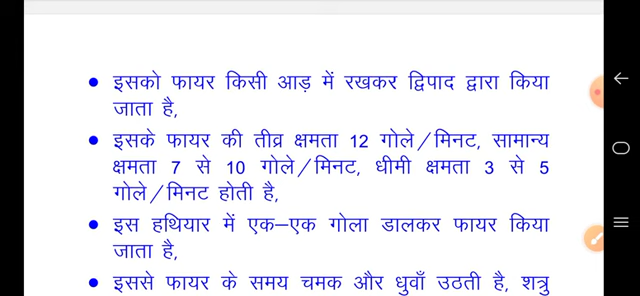 • इसको फायर किसी आड़ में रखकर द्विपाद द्वारा किया
जाता है,
• इसके फायर की तीव्र क्षमता 12 गोले/मिनट, सामान्य
क्षमता 7 से 10 गोले/मिनट, धीमी क्षमता 3 से 5
गोले/मिनट होती है,
• इस हथियार में एक–एक गोला डालकर फायर किया
जाता है,
• इससे फायर के समय चमक और धुवाँ उठती है, शत्रु